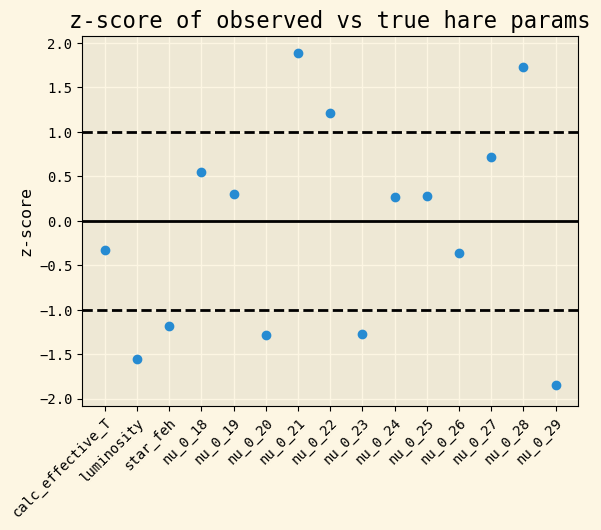 z-score of observed vs true hare params
z-score
2.0
1.5
1.0
0.5
0.0
−0.5
−1.0
−1.5
−2.0
calc_effective_T
luminosity
star_feh
nu_0_18
nu_0_19
nu_0_20
nu_0_21
nu_0_22
nu_0_23
nu_0_24
nu_0_25
nu_0_26
nu_0_27
nu_0_28
nu_0_29